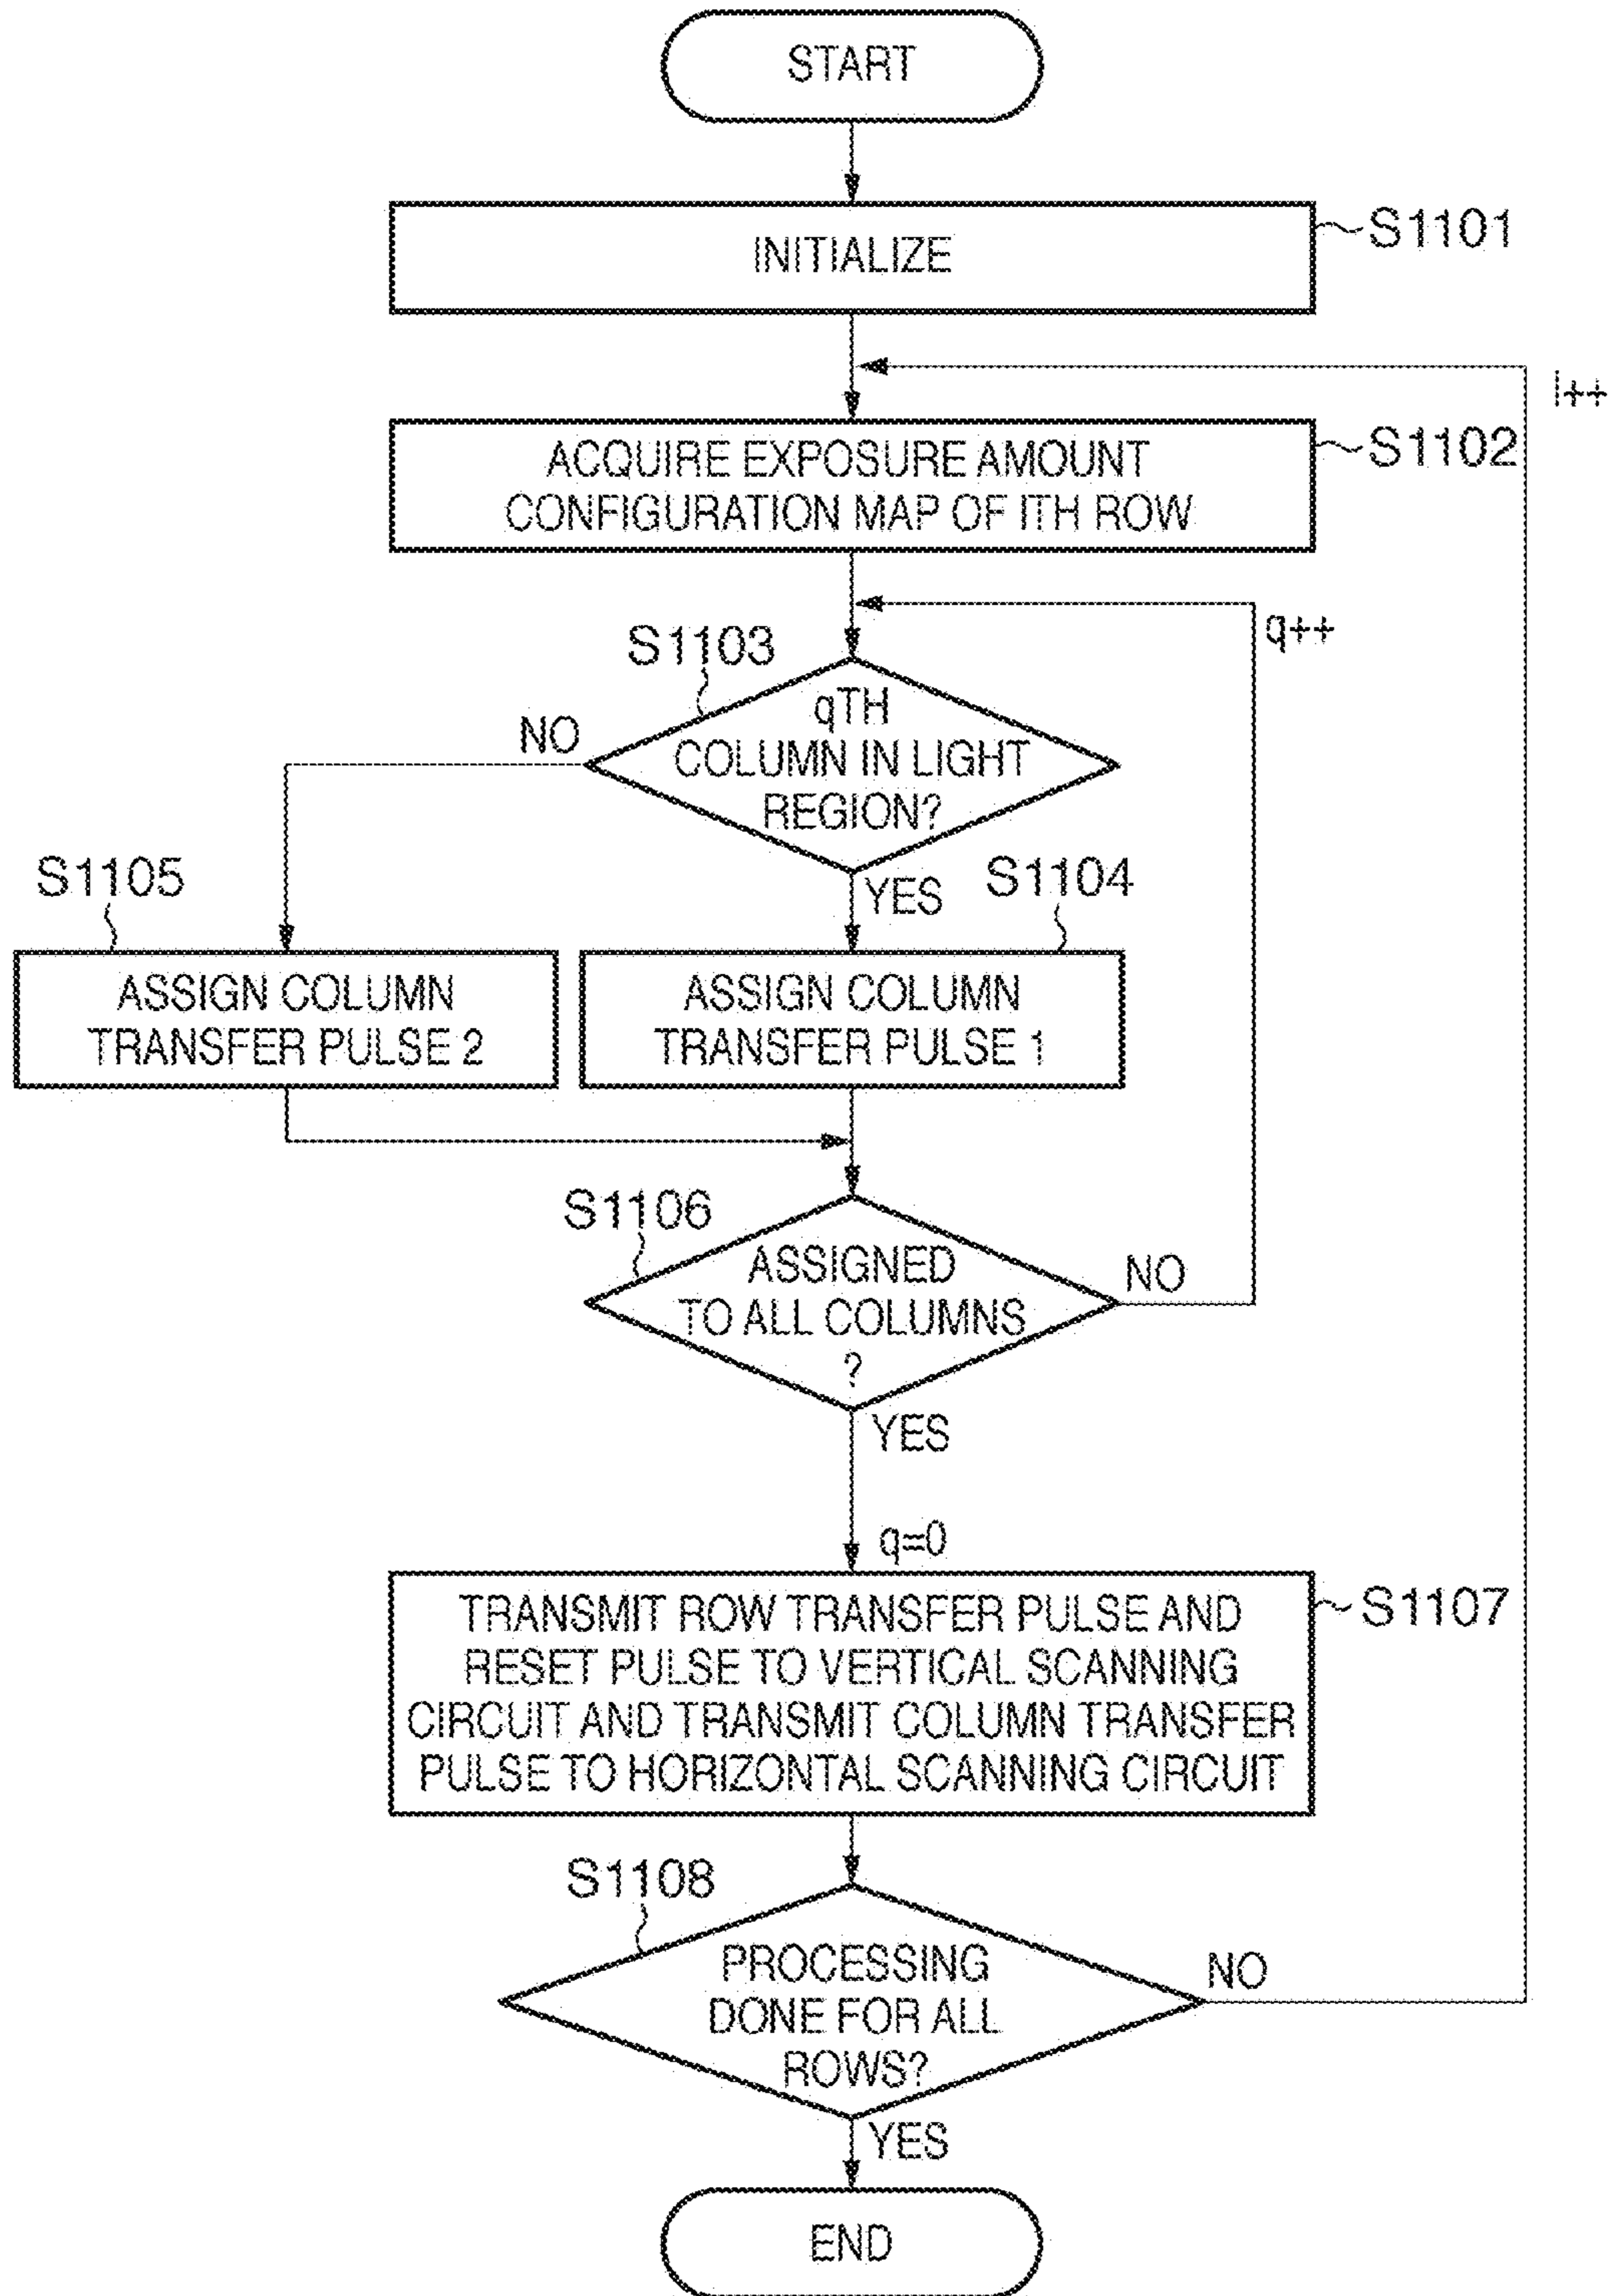 START
INITIALIZE
S1101
I++
ACQUIRE EXPOSURE AMOUNT
CONFIGURATION MAP OF ITH ROW
S1102
q++
S1103
qTH
COLUMN IN LIGHT
REGION?
NO
YES
S1105
S1104
ASSIGN COLUMN
TRANSFER PULSE 2
ASSIGN COLUMN
TRANSFER PULSE 1
S1106
ASSIGNED
TO ALL COLUMNS
?
NO
YES
q=0
TRANSMIT ROW TRANSFER PULSE AND
RESET PULSE TO VERTICAL SCANNING
CIRCUIT AND TRANSMIT COLUMN TRANSFER
PULSE TO HORIZONTAL SCANNING CIRCUIT
S1107
S1108
PROCESSING
DONE FOR ALL
ROWS?
NO
YES
END